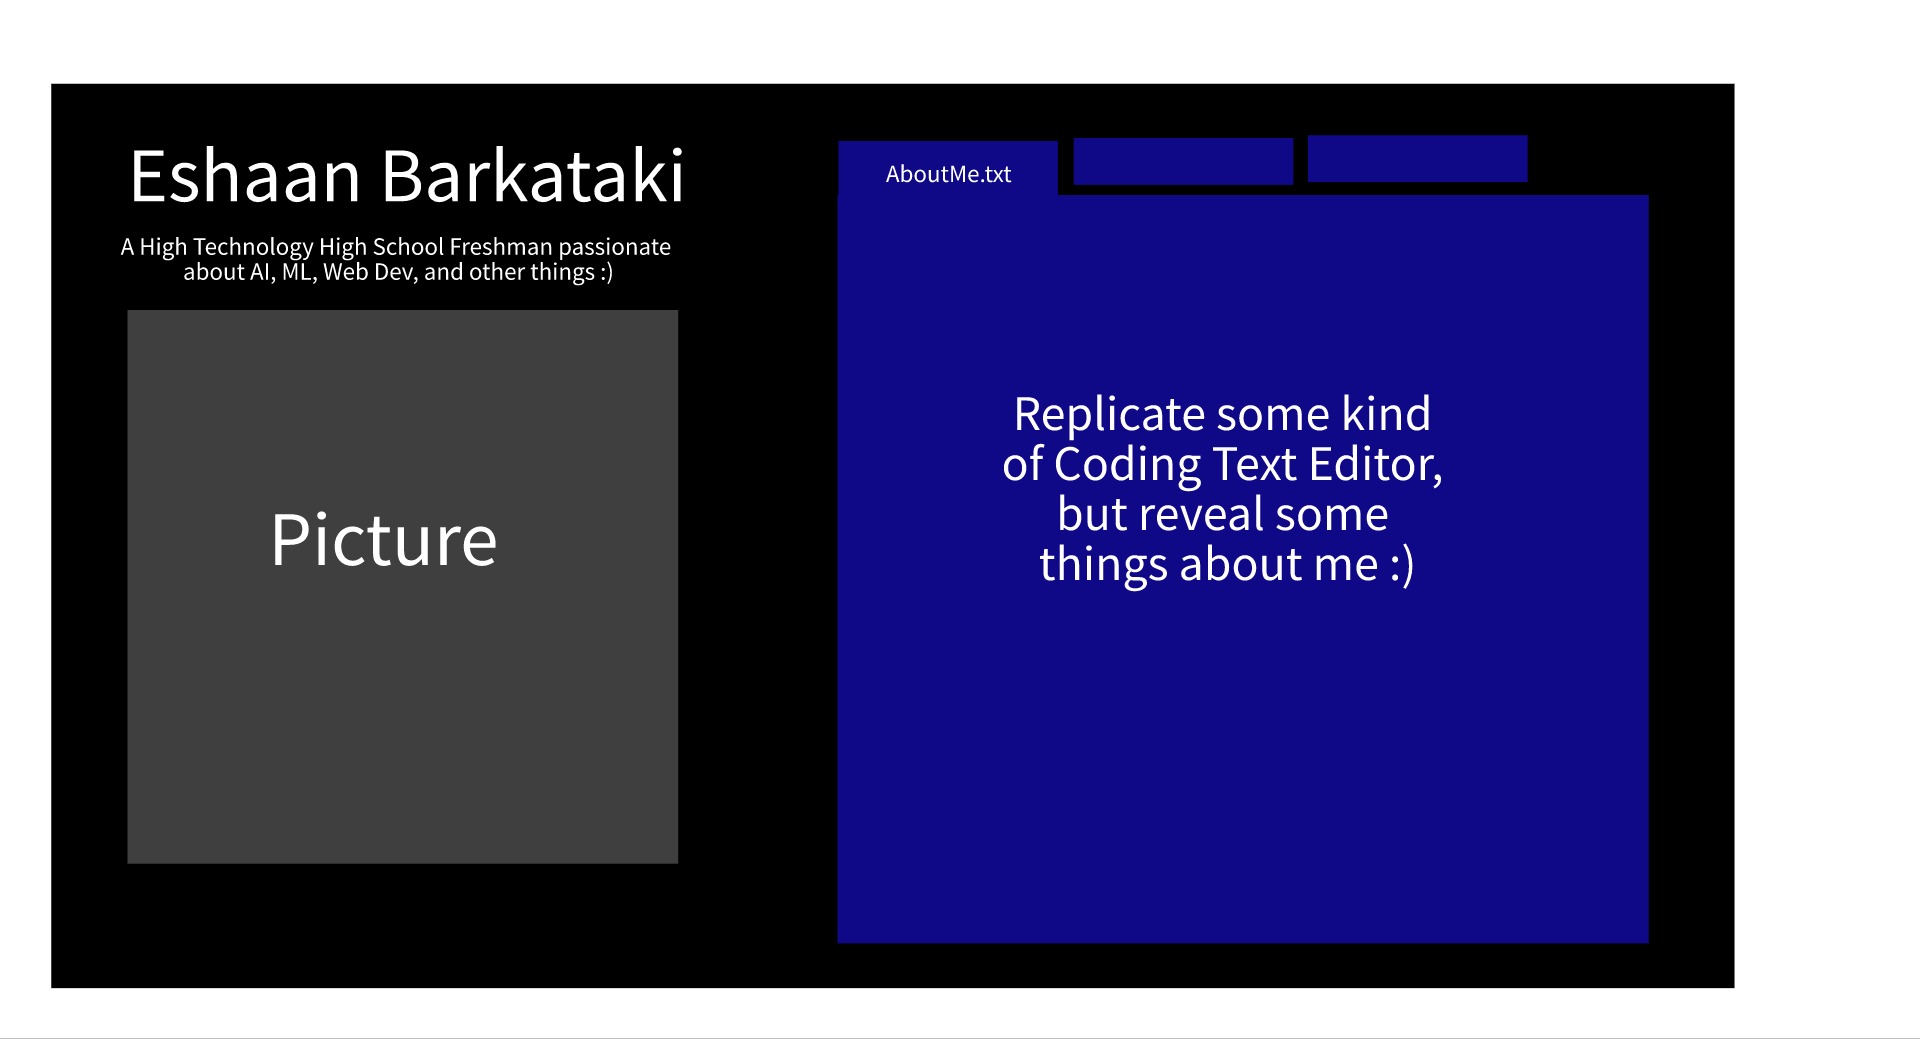 Eshaan Barkataki
A High Technology High School Freshman passionate
about AI, ML, Web Dev, and other things :)
Picture
AboutMe.txt
Replicate some kind
of Coding Text Editor,
but reveal some
things about me :)